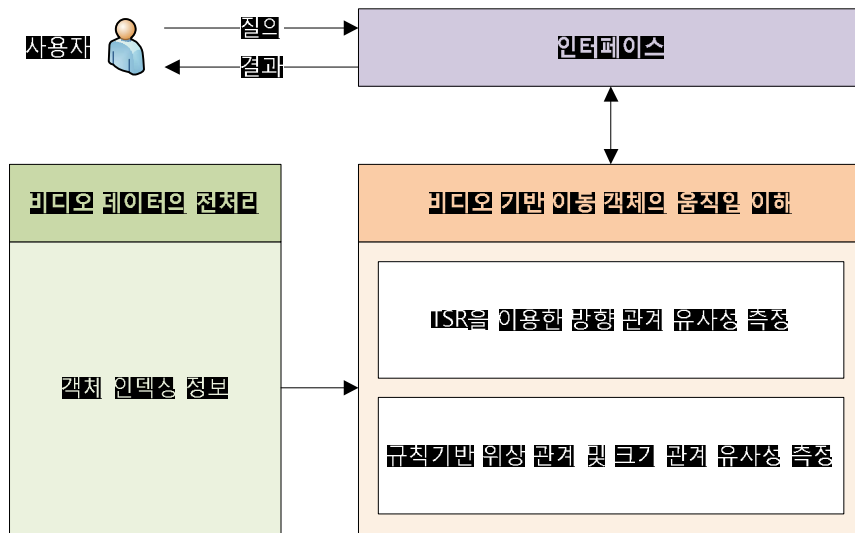 사용자
질의
결과
인터페이스
비디오 데이터의 전처리
비디오 기반 이동 객체의 움직임 이해
객체 인덱싱 정보
TSR을 이용한 방향 관계 유사성 측정
규칙기반 위상 관계 및 크기 관계 유사성 측정